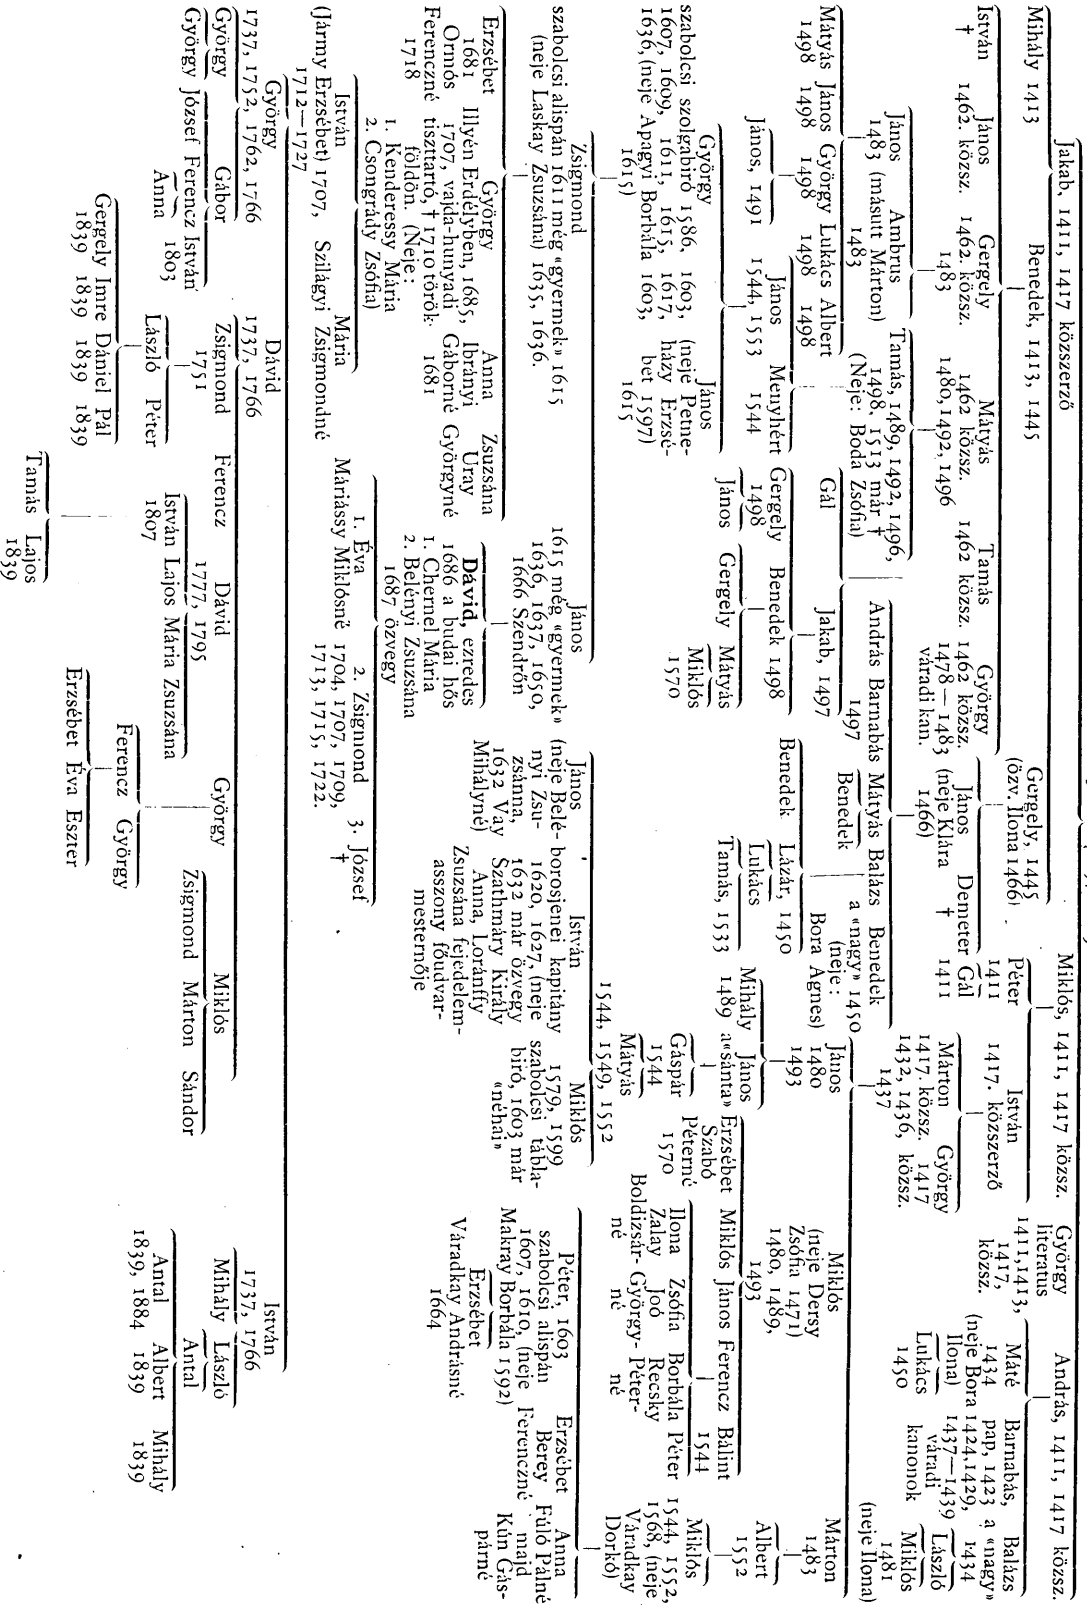 Jakab, 1411, 1417 közszerző
Miklós, 1411, 1417 közsz.
György
literatus
1411, 1413,
1417,
közsz.
András, 1411, 1417 közsz.
Mihály 1413
Benedek, 1413, 1445
Gergely, 1445
(özv. Ilona 1466)
Péter
1411
István
1417. közszerző
Máté
1434
(neje Bora
Ilona)
Barnabás,
pap, 1423
1424, 1429,
1437—1439
váradi
kanonok
Balázs
a «nagy»
1434
István
†
János
1462. közsz.
Gergely
1462. közsz.
1483
Mátyás
1462 közsz.
1480, 1492, 1496
Tamás
1462 közsz.
György
1462 közsz.
1478—1483
váradi kan.
János
(neje Klára
1466)
Demeter
†
Gál
1411
Márton
1417. közsz.
1432, 1436,
1437
György
1417
közsz.
Lukács
1450
László
Miklós
1481
(neje Ilona)
János
1483
Ambrus
(másutt Márton)
1483
Tamás, 1489, 1492, 1496,
1498, 1513 már †
(Neje: Boda Zsófia)
András
Barnabás
1497
Mátyás
Balázs
Benedek
a «nagy» 1450
(neje:
Bora Agnes)
Benedek
János
1480
1493
Miklós
(neje Dersy
Zsófia 1471)
1480, 1489,
1493
Márton
1483
Mátyás
1498
János
1498
György
1498
Lukács
1498
Albert
1498
Gál
Jakab, 1497
Benedek
Lázár, 1450
Lukács
Tamás, 1533
Mihály
1489
János
a «sánta»
Erzsébet
Szabó
Péterné
1570
Miklós
János
Ferencz
Bálint
1544
Albert
1552
János, 1491
János
1544, 1553
Menyhért
1544
Gergely
1498
Benedek 1498
János
Gergely
Mátyás
Miklós
1570
Gáspár
1544
Mátyás
Ilona
Zalay
Boldizsár-
né
Zsófia
Joó
György-
né
Borbála
Recsky
Péter-
né
Péter
Miklós
1544, 1552,
1568, (neje
Váradkay
Dorkó)
György
szabolcsi szolgabiró 1586, 1603,
1607, 1609, 1611, 1615, 1617,
1636, (neje Apagyi Borbála 1603,
1615)
János
(neje Petne-
házy Erzsé-
bet 1597)
1615
Miklós
1544, 1549, 1552
Zsigmond
szabolcsi alispán 1611 még «gyermek» 1615
(neje Laskay Zsuzsána) 1635, 1636.
János
1615 még «gyermek»
1636, 1637, 1650,
1666 Szendrőn
János
(neje Belé-
nyi Zsu-
zsánna,
1632 Vay
Mihályné)
István
borosjenei kapitány
1620, 1627, (neje
1632 már özvegy
Szathmáry Király
Anna, Loránffy
Zsuzsána fejedelem-
asszony főudvar-
mesternője
Miklós
1579, 1599
szabolcsi tábla-
biró, 1603 már
«néhai»
Péter, 1603
szabolcsi alispán
1607, 1610, (neje
Makray Borbála 1592)
Erzsébet
Berey
Ferenczné
Anna
Fúló Pálné
majd
Kún Gás-
párné
Erzsébet
Váradkay Andrásné
1664
Erzsébet
1681
Ormós
Ferenczné
1718
György
Illyén Erdélyben, 1685,
1707, vajda-hunyadi
tiszttartó, † 1710 török-
földön. (Neje:
1. Kenderessy Mária
2. Csongrády Zsófia)
Anna
Ibrányi
Gáborné
1681
Zsuzsána
Uray
Györgyné
Dávid, ezredes
1686 a budai hős
1. Chernel Mária
2. Belényi Zsuzsána
1687 özvegy
István
(Jármy Erzsébet) 1707,
1712—1727
Mária
Szilágyi Zsigmondné
1. Éva
Máriássy Miklósné
2. Zsigmond
1704, 1707, 1709,
1713, 1715, 1722.
3. József
†
György
1737, 1752, 1762, 1766
Dávid
1737, 1766
István
1737, 1766
György
Gábor
Zsigmond
1751
Ferencz
Dávid
1777, 1795
György
Miklós
Mihály
László
György
József
Ferencz
István
1803
Anna
László
Péter
István
1807
Lajos
Mária
Zsuzsána
Ferencz
György
Zsigmond
Márton
Sándor
Antal
Gergely
1839
Imre
1839
Dániel
1839
Pál
1839
Antal
1839, 1884
Albert
1839
Mihály
1839
Tamás
Lajos
1839
Erzsébet
Éva
Eszter